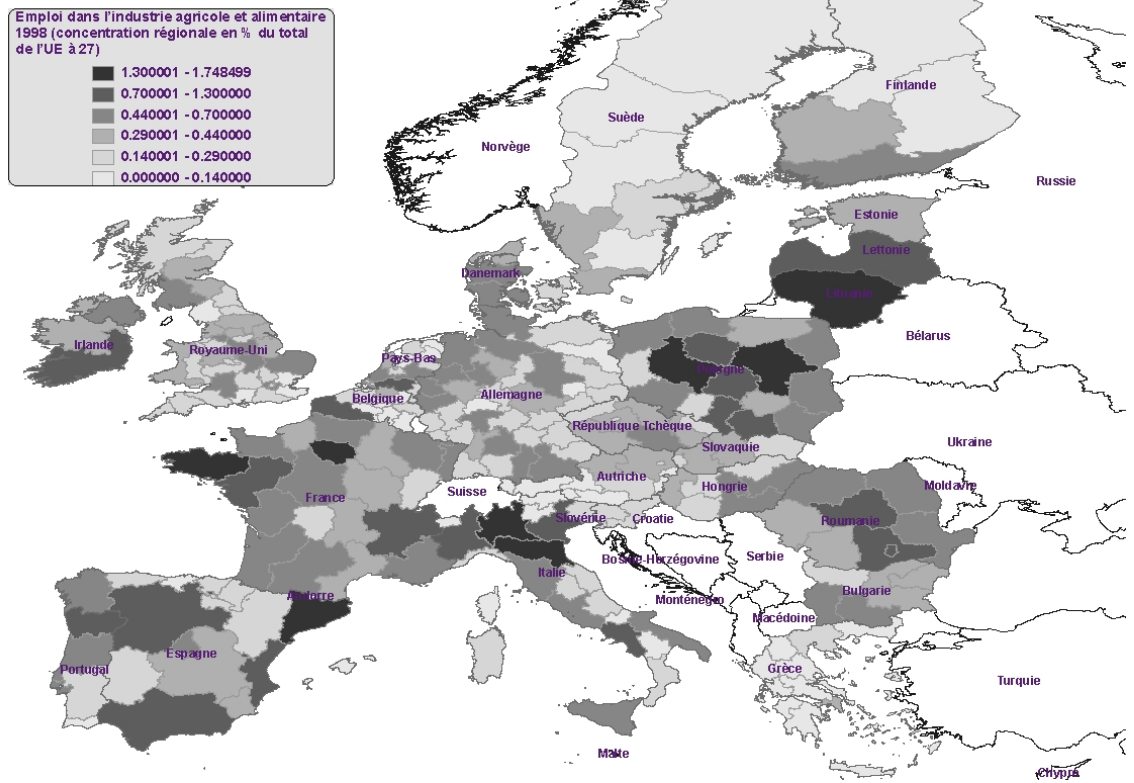 Emploi dans l'industrie agricole et alimentaire
1998 (concentration régionale en % du total
de l'UE à 27)
1.300001 - 1.748499
0.700001 - 1.300000
0.440001 - 0.700000
0.290001 - 0.440000
0.140001 - 0.290000
0.000000 - 0.140000
Finlande
Suède
Norvège
Russie
Estonie
Lettonie
Danemark
Lituanie
Bélarus
Irlande
Royaume-Uni
Pays-Bas
Pologne
Belgique
Allemagne
République Tchèque
Ukraine
Slovaquie
Autriche
Hongrie
Moldavre
Suisse
France
Slovénie
Croatie
Roumanie
Bosnie-Herzégovine
Serbie
Italie
Bulgarie
Andorre
Monténégro
Macédoine
Espagne
Portugal
Grèce
Turquie
Malte
Chypre